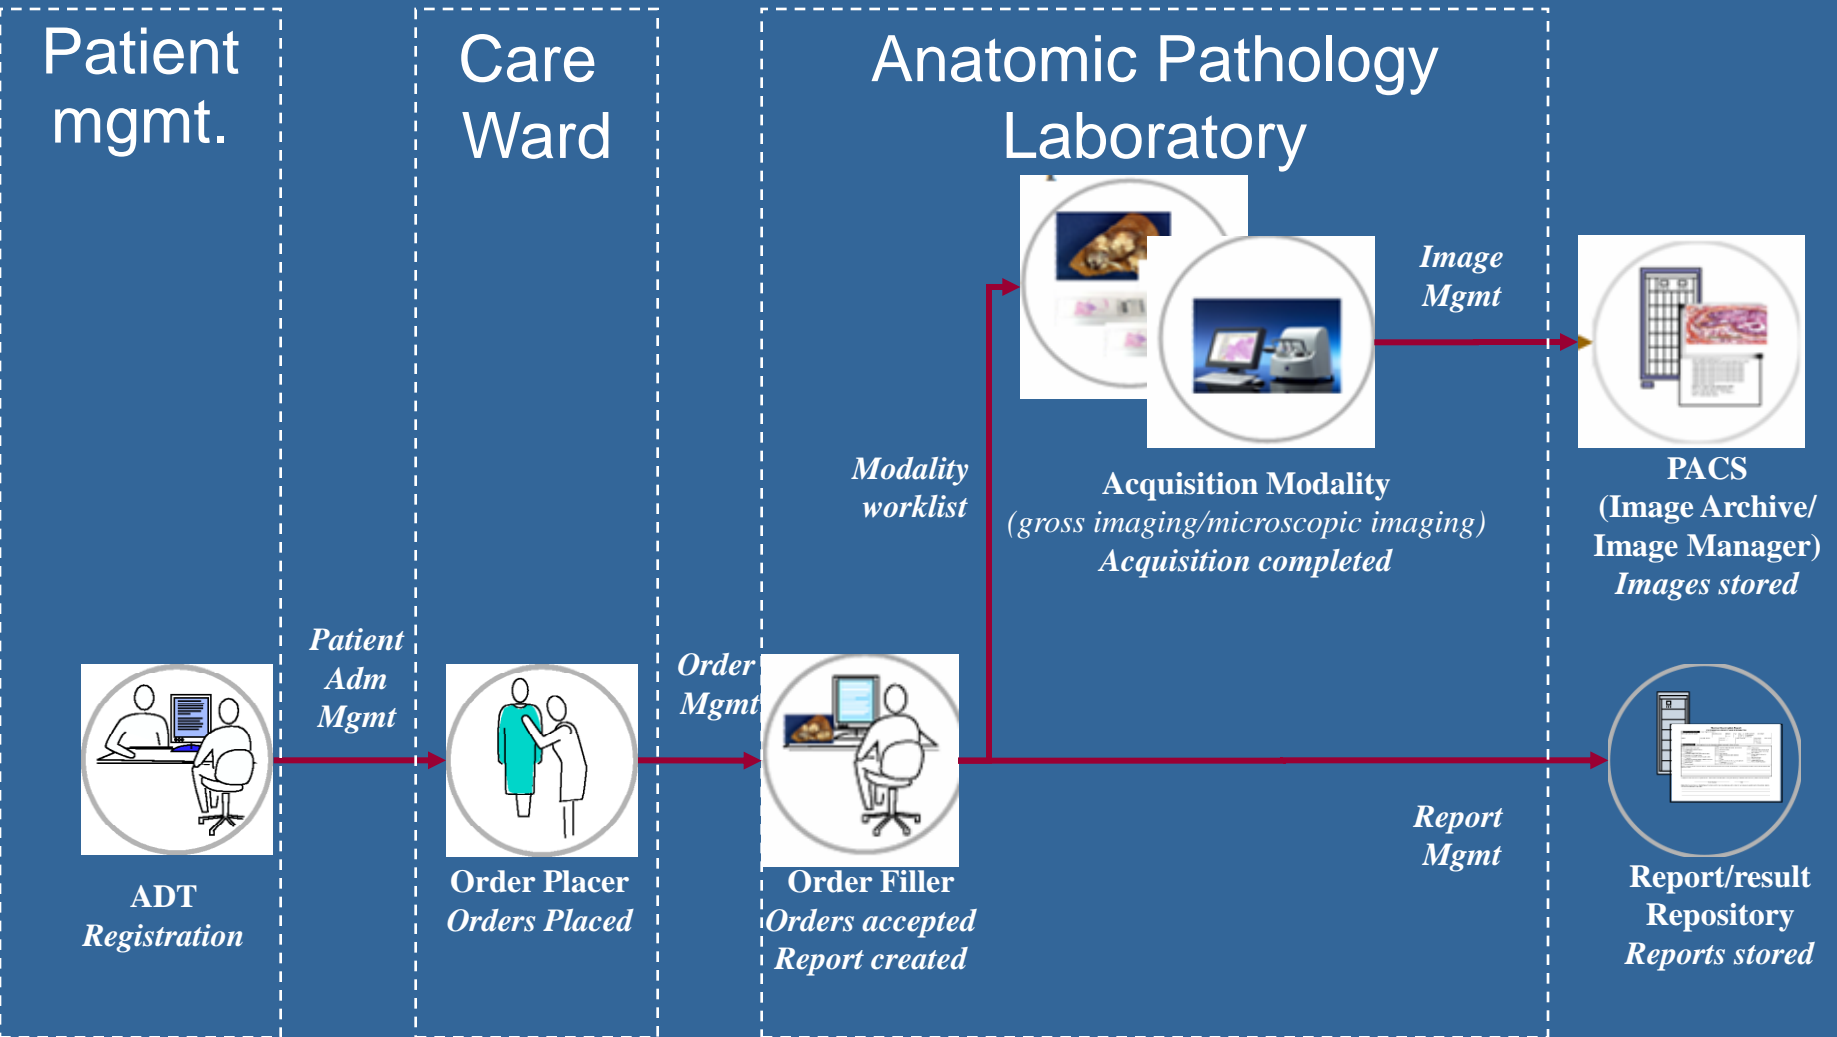 Patient
mgmt.
Care
Ward
Anatomic Pathology
Laboratory
Image
Mgmt
Modality
worklist
Acquisition Modality
(gross imaging/microscopic imaging)
Acquisition completed
PACS
(Image Archive/
Image Manager)
Images stored
Patient
Adm
Mgmt
Order
Mgmt
Report
Mgmt
ADT
Registration
Order Placer
Orders Placed
Order Filler
Orders accepted
Report created
Report/result
Repository
Reports stored